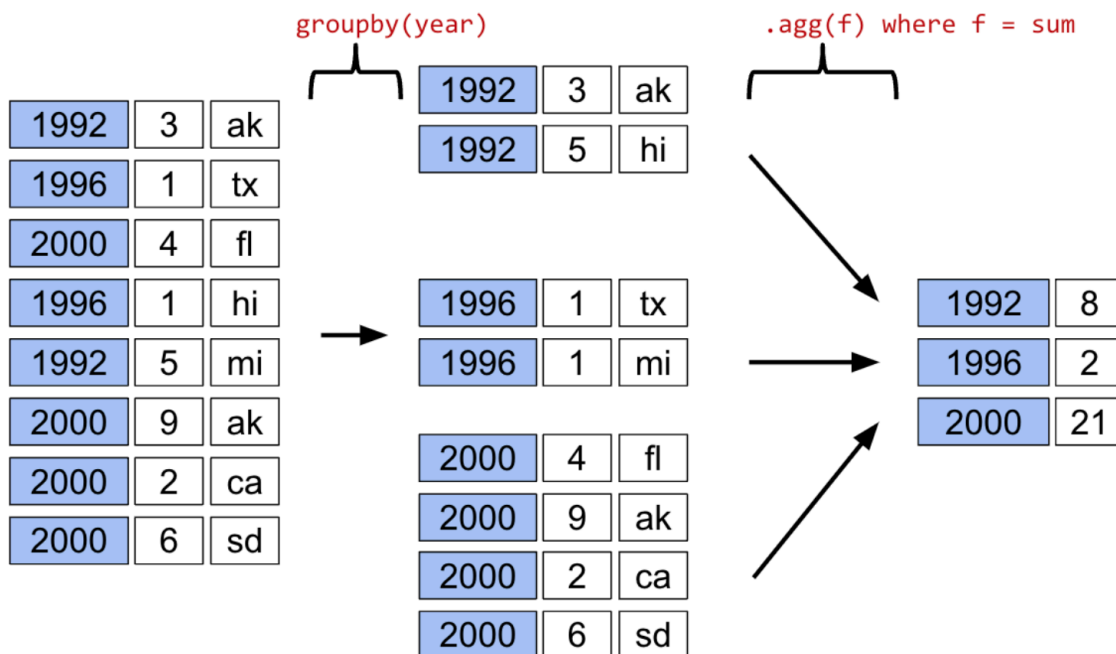 groupby(year)
.agg(f) where f = sum
1992 3 ak
1996 1 tx
2000 4 fl
1996 1 hi
1992 5 mi
2000 9 ak
2000 2 ca
2000 6 sd
1992 3 ak
1992 5 hi
1996 1 tx
1996 1 mi
2000 4 fl
2000 9 ak
2000 2 ca
2000 6 sd
1992 8
1996 2
2000 21